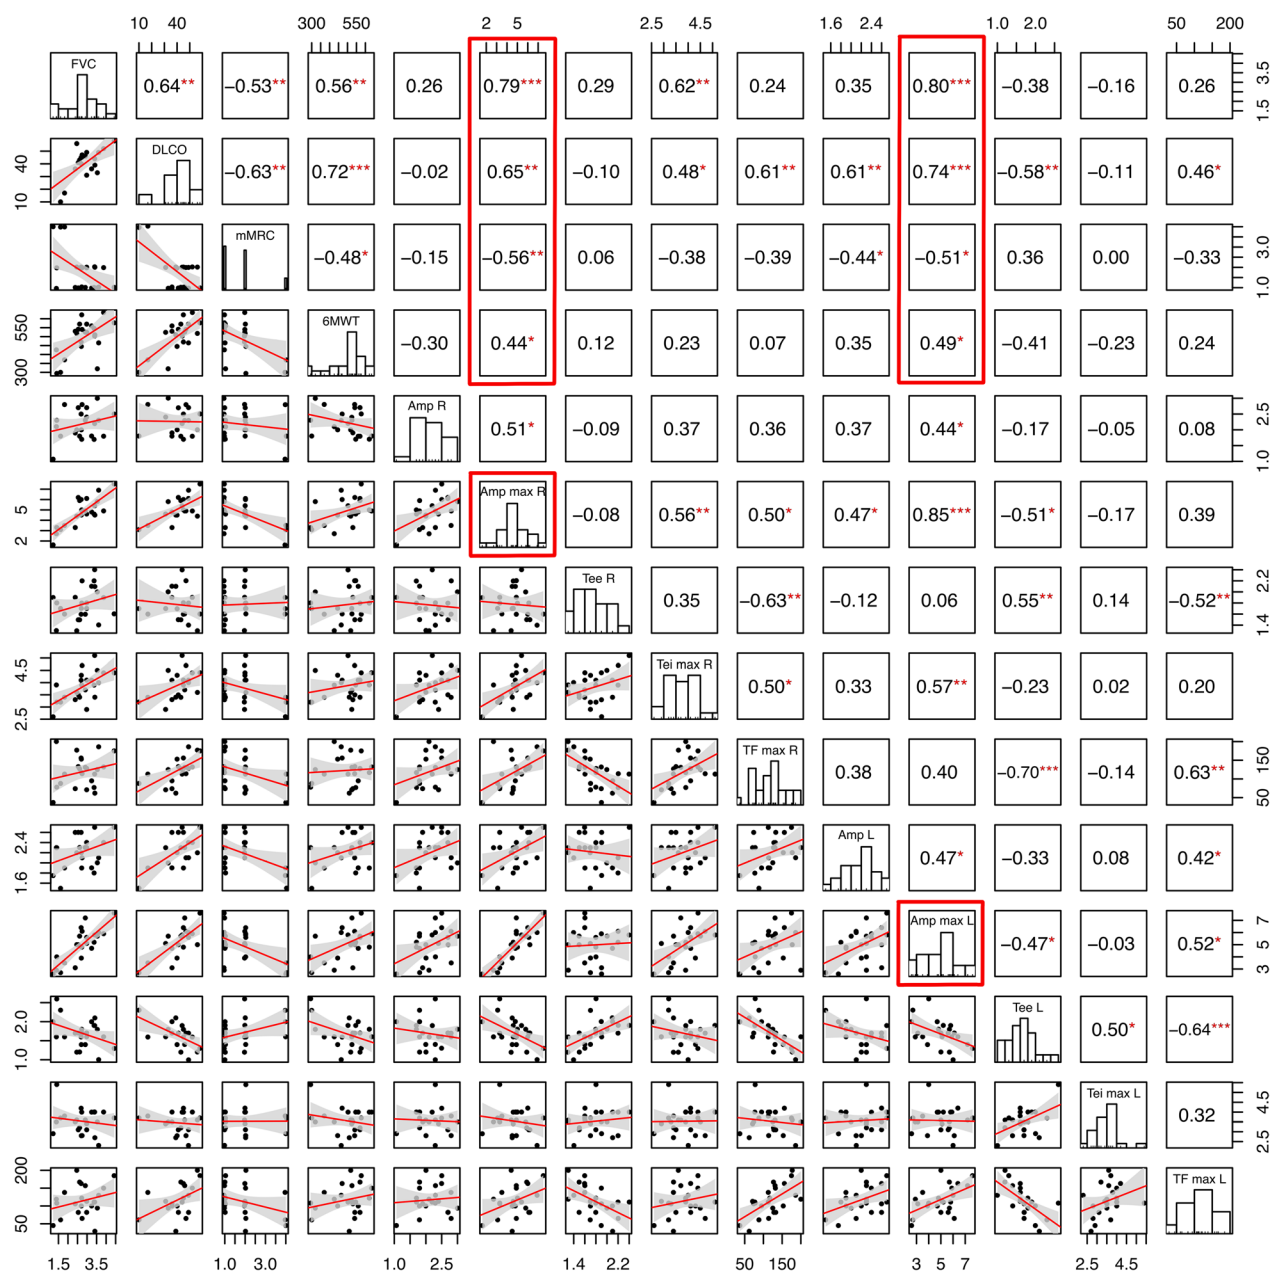 10 40 300 550 2 5 2.5 4.5 1.6 2.4 1.0 2.0 50 200
FVC 0.64** −0.53** 0.56** 0.26 0.79*** 0.29 0.62** 0.24 0.35 0.80*** −0.38 −0.16 0.26 1.5 3.5
10 40 DLCO −0.63** 0.72*** −0.02 0.65** −0.10 0.48* 0.61** 0.61** 0.74*** −0.58** −0.11 0.46*
mMRC −0.48* −0.15 −0.56** 0.06 −0.38 −0.39 −0.44* −0.51* 0.36 0.00 −0.33 1.0 3.0
300 550 6MWT −0.30 0.44* 0.12 0.23 0.07 0.35 0.49* −0.41 −0.23 0.24
Amp R 0.51* −0.09 0.37 0.36 0.37 0.44* −0.17 −0.05 0.08 1.0 2.5
2 5 Amp max R −0.08 0.56** 0.50* 0.47* 0.85*** −0.51* −0.17 0.39
Tee R 0.35 −0.63** −0.12 0.06 0.55** 0.14 −0.52** 1.4 2.2
2.5 4.5 Tei max R 0.50* 0.33 0.57** −0.23 0.02 0.20
TF max R 0.38 0.40 −0.70*** −0.14 0.63** 50 150
1.6 2.4 Amp L 0.47* −0.33 0.08 0.42*
Amp max L −0.47* −0.03 0.52* 3 5 7
1.0 2.0 Tee L 0.50* −0.64***
Tei max L 0.32 2.5 4.5
50 200 TF max L
1.5 3.5 1.0 3.0 1.0 2.5 1.4 2.2 50 150 3 5 7 2.5 4.5